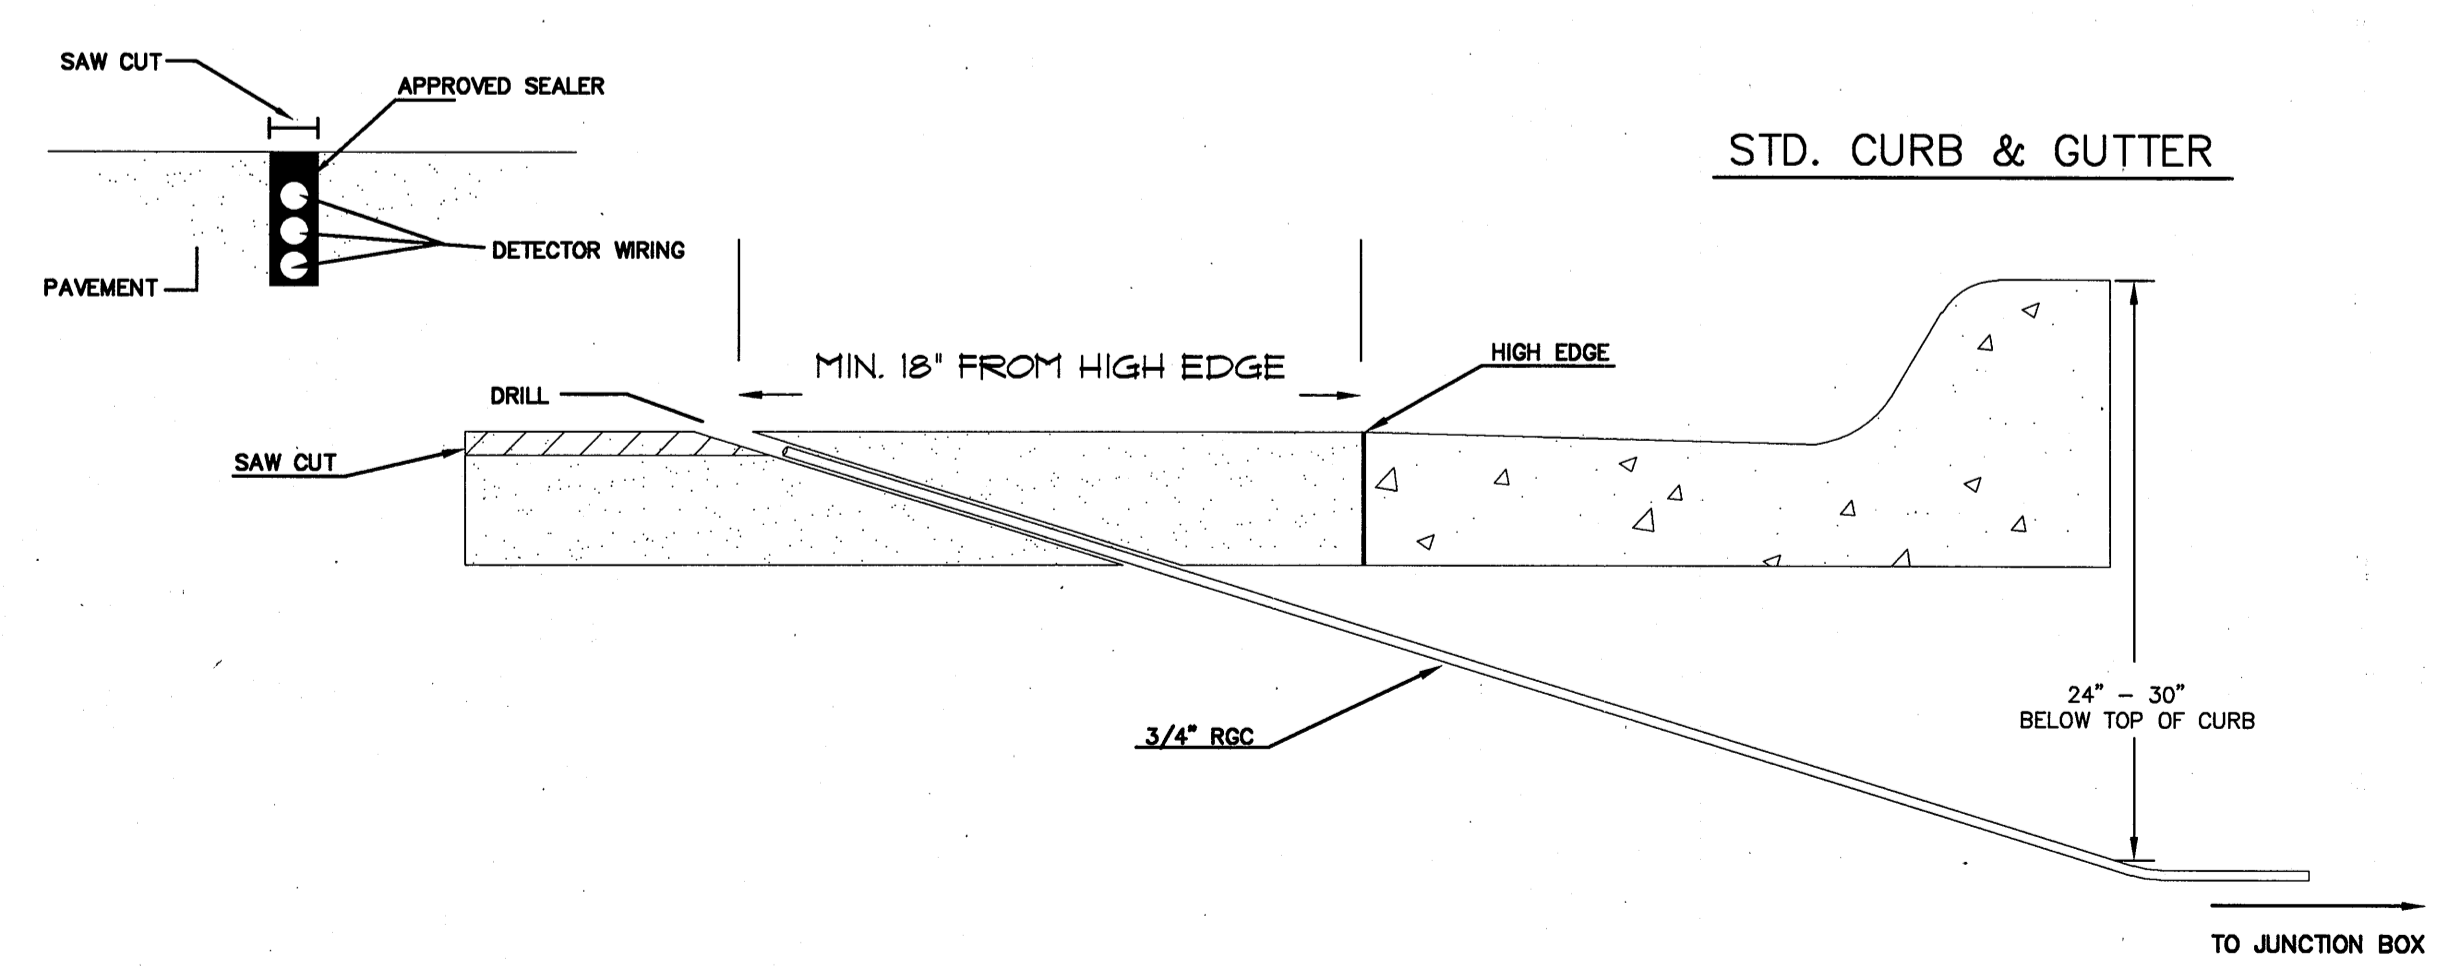 SAW CUT
APPROVED SEALER
STD. CURB & GUTTER
DETECTOR WIRING
PAVEMENT
MIN. 18" FROM HIGH EDGE
HIGH EDGE
DRILL
SAW CUT
24" - 30"
BELOW TOP OF CURB
3/4" RGC
TO JUNCTION BOX